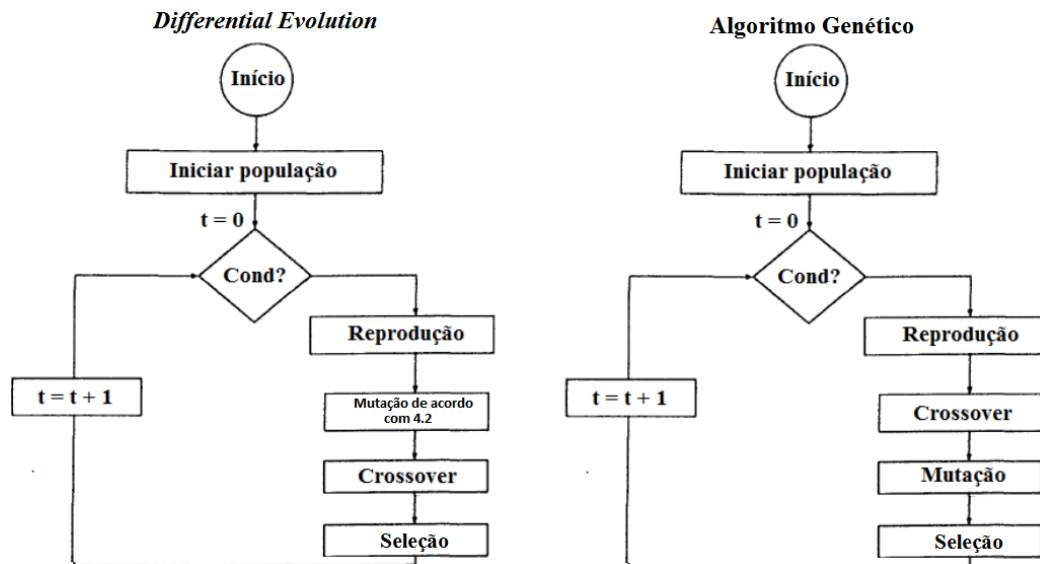 Differential Evolution
Início
Iniciar população
t = 0
Cond?
Reprodução
Mutação de acordo
com 4.2
Crossover
Seleção
t = t + 1
Algoritmo Genético
Início
Iniciar população
t = 0
Cond?
Reprodução
Crossover
Mutação
Seleção
t = t + 1